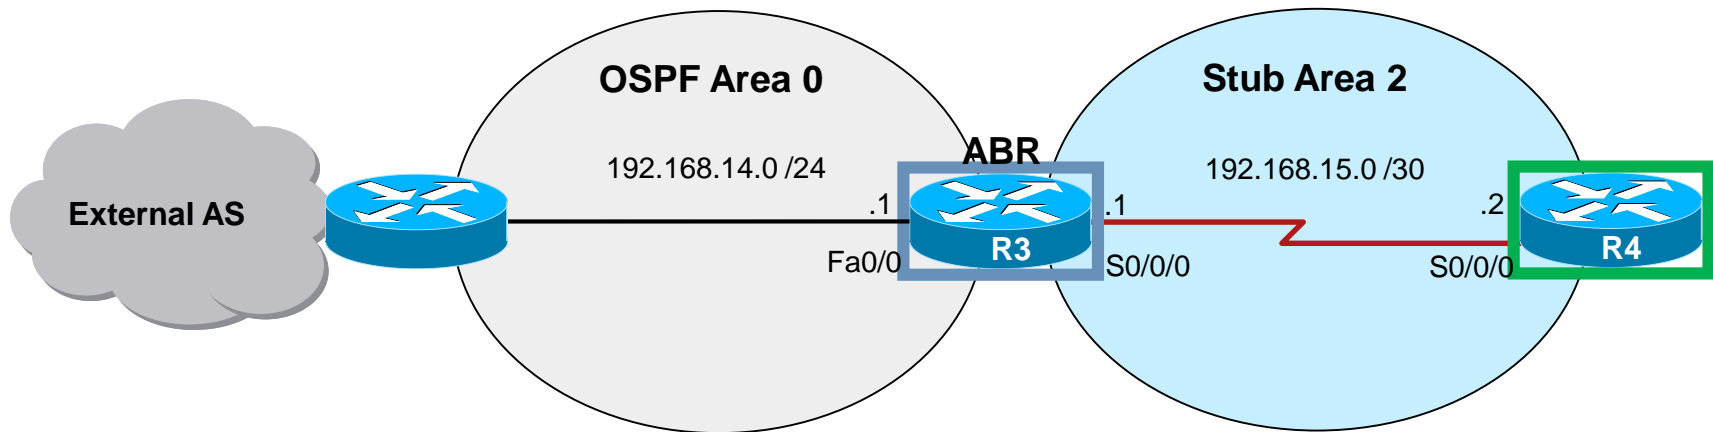 OSPF Area 0
Stub Area 2
ABR
192.168.14.0 /24
192.168.15.0 /30
External AS
.1
.1
.2
R3
R4
Fa0/0
S0/0/0
S0/0/0